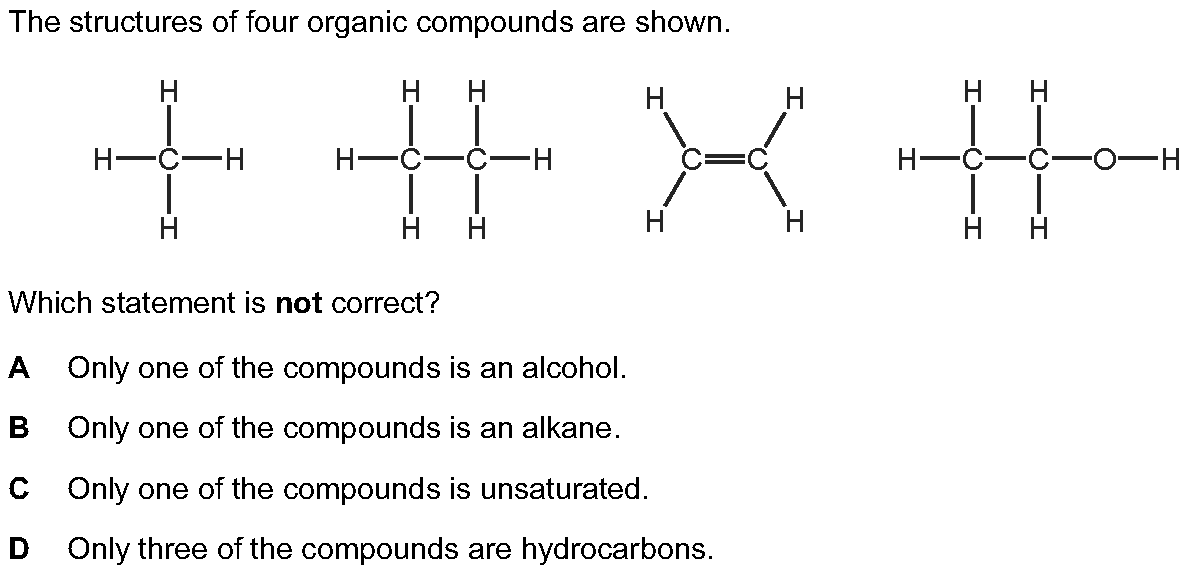 The structures of four organic compounds are shown.
H H H H H H H
H C H H C C H C C H C C O H
H H H H H H H
Which statement is not correct?
A Only one of the compounds is an alcohol.
B Only one of the compounds is an alkane.
C Only one of the compounds is unsaturated.
D Only three of the compounds are hydrocarbons.